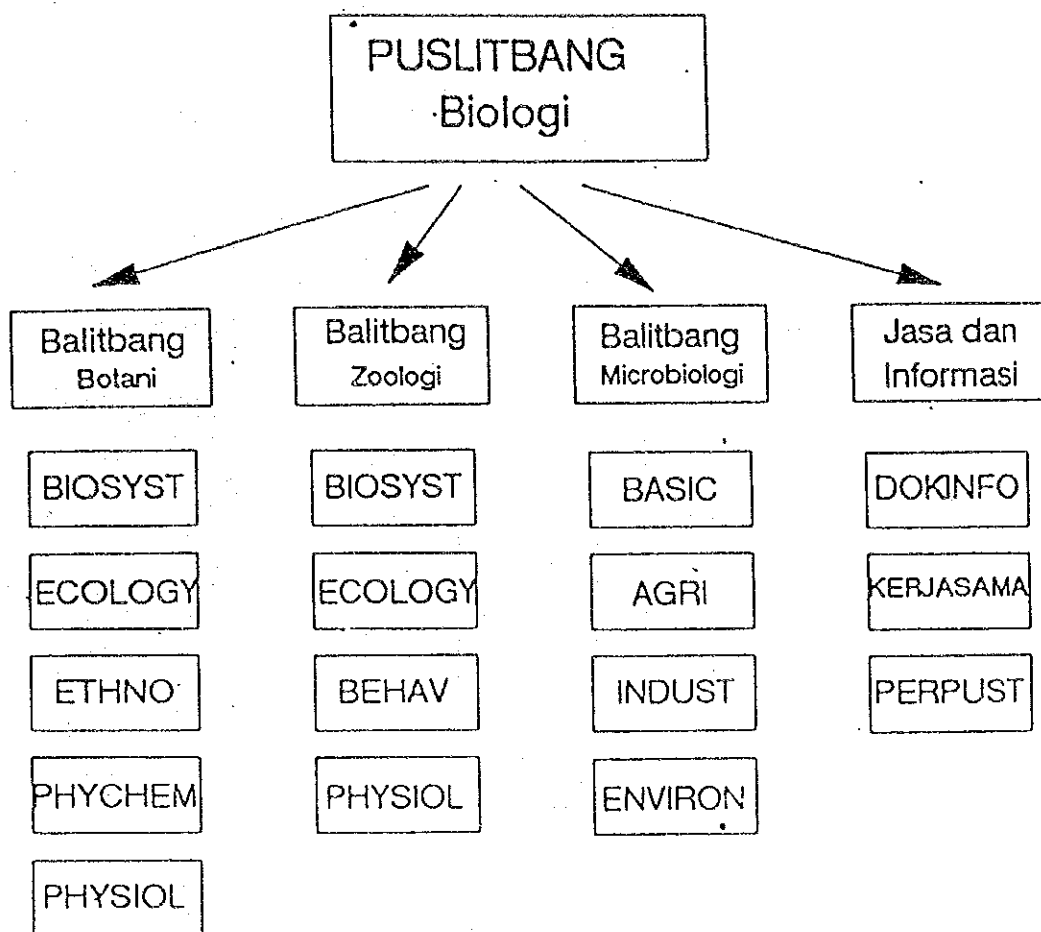 PUSLITBANG
Biologi
Balitbang
Botani
BIOSYST
ECOLOGY
ETHNO
PHYCHEM
PHYSIOL
Balitbang
Zoologi
BIOSYST
ECOLOGY
BEHAV
PHYSIOL
Balitbang
Microbiologi
BASIC
AGRI
INDUST
ENVIRON
Jasa dan
Informasi
DOKINFO
KERJASAMA
PERPUST